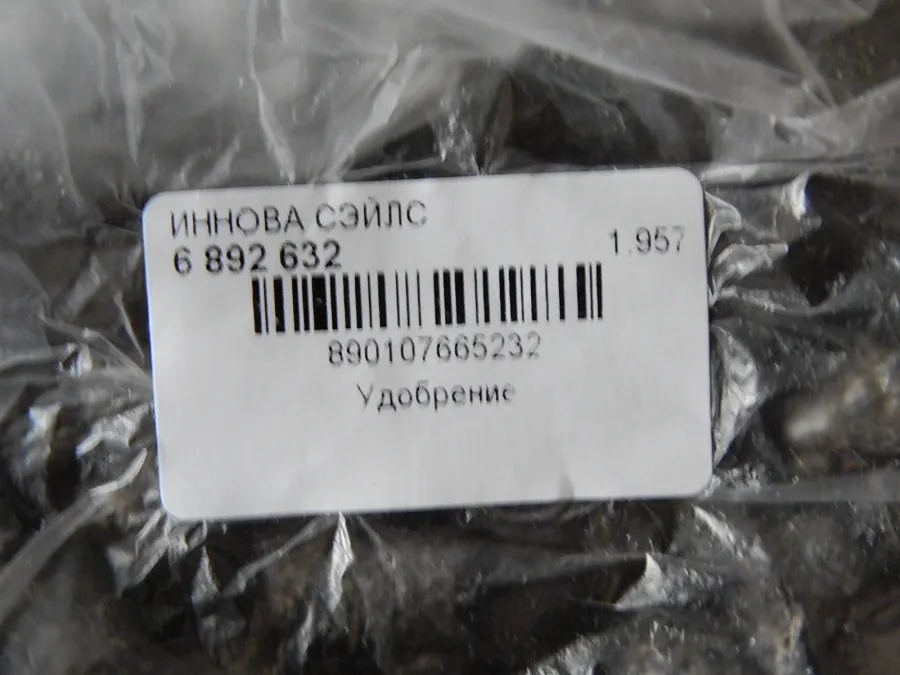 ИННОВА СЭЙЛС
6 892 632
1.957
890107665232
Удобрение